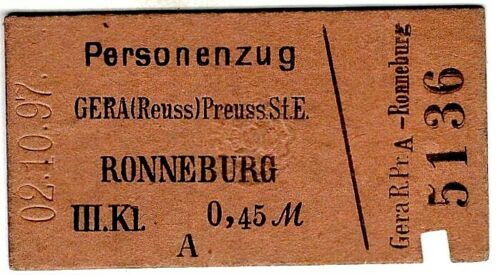 02.10.97.
Personenzug
GERA(Reuss)Preuss.St.E.
RONNEBURG
III.Kl. 0,45 M
A
Gera R.Pr A - Ronneburg
5136